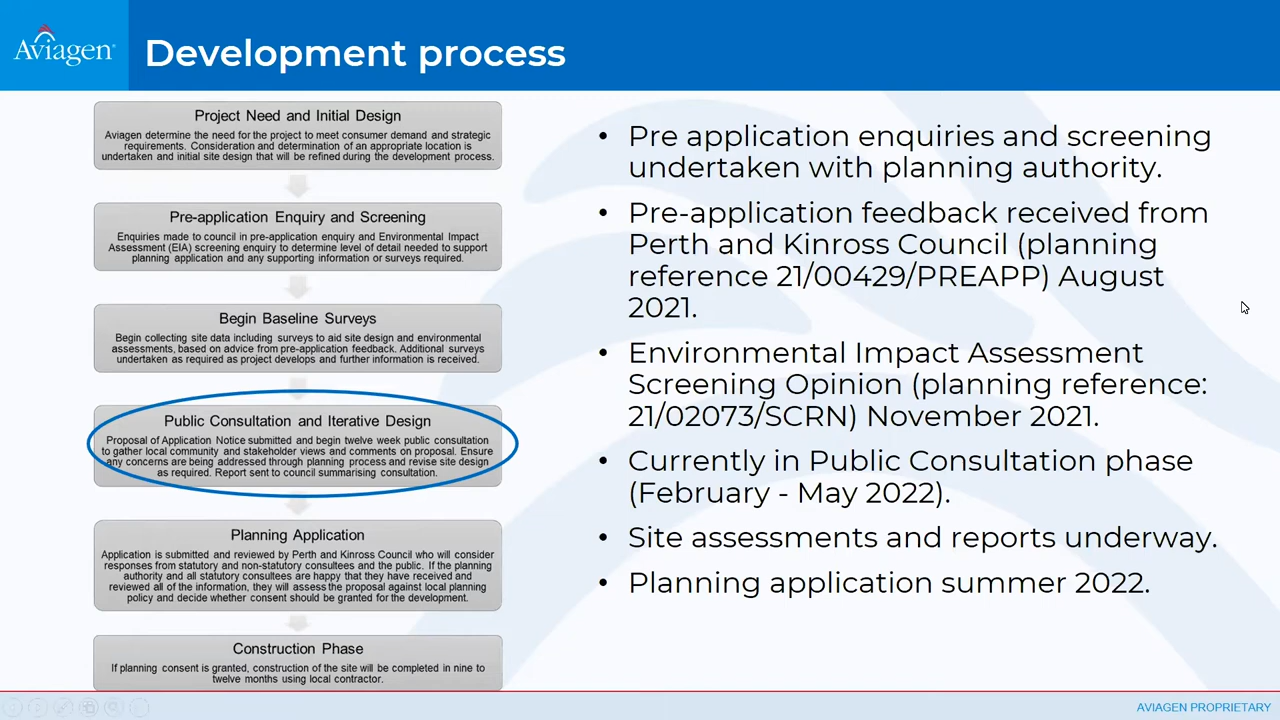 Aviagen®
Development process
Project Need and Initial Design
Aviagen determine the need for the project to meet consumer demand and strategic
requirements. Consideration and determination of an appropriate location is
undertaken and initial site design that will be refined during the development process.
Pre-application Enquiry and Screening
Enquiries made to council in pre-application enquiry and Environmental Impact
Assessment (EIA) screening enquiry to determine level of detail needed to support
planning application and any supporting information or surveys required.
Begin Baseline Surveys
Begin collecting site data including surveys to aid site design and environmental
assessments, based on advice from pre-application feedback. Additional surveys
undertaken as required as project develops and further information is received.
Public Consultation and Iterative Design
Proposal of Application Notice submitted and begin twelve week public consultation
to gather local community and stakeholder views and comments on proposal. Ensure
any concerns are being addressed through planning process and revise site design
as required. Report sent to council summarising consultation.
Planning Application
Application is submitted and reviewed by Perth and Kinross Council who will consider
responses from statutory and non-statutory consultees and the public. If the planning
authority and all statutory consultees are happy that they have received and
reviewed all of the information, they will assess the proposal against local planning
policy and decide whether consent should be granted for the development.
Construction Phase
If planning consent is granted, construction of the site will be completed in nine to
twelve months using local contractor.
• Pre application enquiries and screening
undertaken with planning authority.
• Pre-application feedback received from
Perth and Kinross Council (planning
reference 21/00429/PREAPP) August
2021.
• Environmental Impact Assessment
Screening Opinion (planning reference:
21/02073/SCRN) November 2021.
• Currently in Public Consultation phase
(February - May 2022).
• Site assessments and reports underway.
• Planning application summer 2022.
AVIAGEN PROPRIETARY